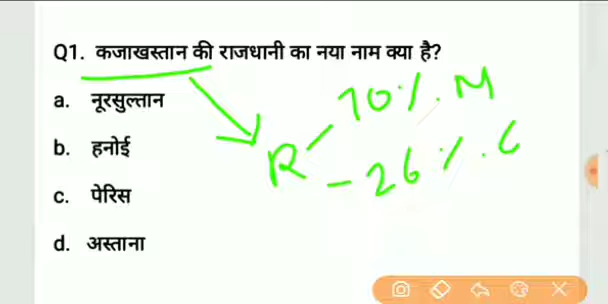 Q1. कजाखस्तान की राजधानी का नया नाम क्या है?
a. नूरसुल्तान
b. हनोई
c. पेरिस
d. अस्ताना
R - 70%. M
- 26%. C